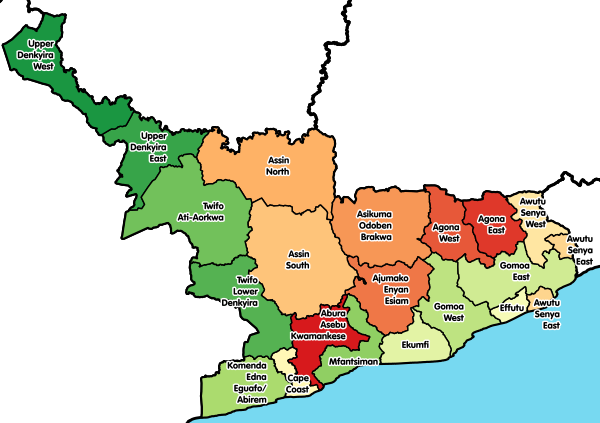 Upper
Denkyira
West
Upper
Denkyira
East
Assin
North
Twifo
Ati-Aorkwa
Asikuma
Odoben
Brakwa
Agona
West
Agona
East
Awutu
Senya
West
Awutu
Senya
East
Assin
South
Twifo
Lower
Denkyira
Ajumako
Enyan
Esiam
Gomoa
East
Gomoa
West
Effutu
Awutu
Senya
East
Abura
Asebu
Kwamankese
Ekumfi
Mfantsiman
Komenda
Edna
Eguafo/
Abirem
Cape
Coast